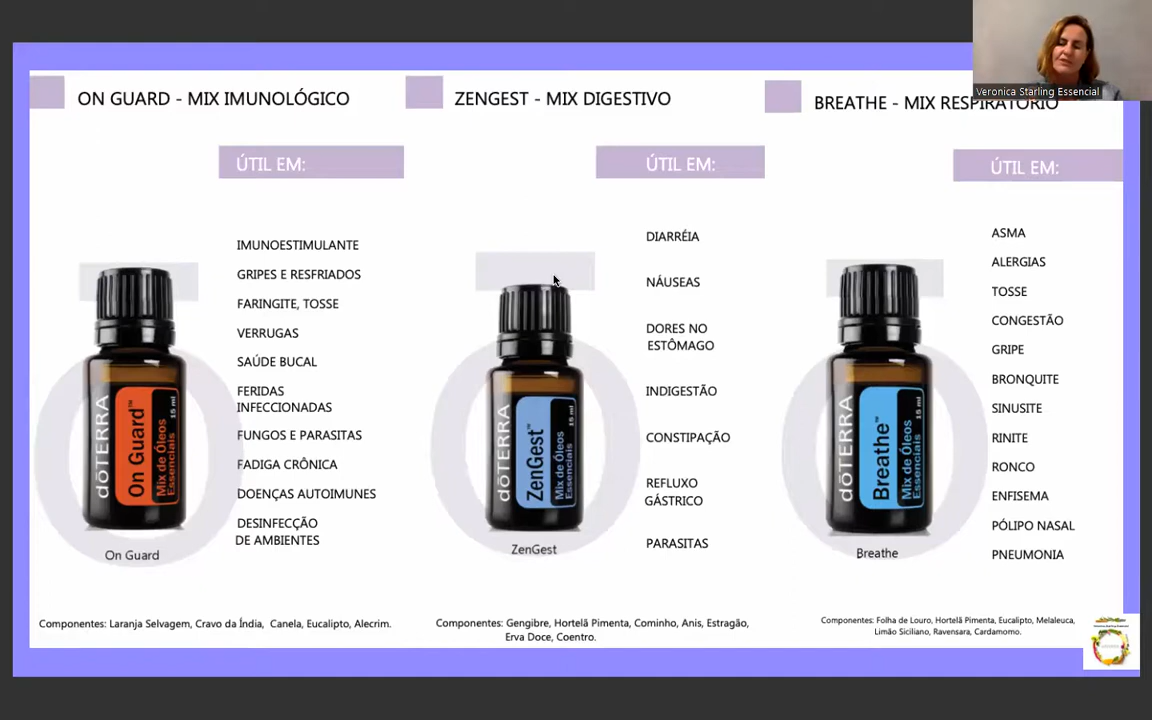 Veronica Starling Essencial
ON GUARD - MIX IMUNOLÓGICO
ÚTIL EM:
IMUNOESTIMULANTE
GRIPES E RESFRIADOS
FARINGITE, TOSSE
VERRUGAS
SAÚDE BUCAL
FERIDAS
INFECCIONADAS
FUNGOS E PARASITAS
FADIGA CRÔNICA
DOENÇAS AUTOIMUNES
DESINFECÇÃO
DE AMBIENTES
dōTERRA
On Guard™
Mix de Óleos
Essenciais
15 ml
On Guard
Componentes: Laranja Selvagem, Cravo da Índia, Canela, Eucalipto, Alecrim.
ZENGEST - MIX DIGESTIVO
ÚTIL EM:
DIARRÉIA
NÁUSEAS
DORES NO
ESTÔMAGO
INDIGESTÃO
CONSTIPAÇÃO
REFLUXO
GÁSTRICO
PARASITAS
dōTERRA
ZenGest™
Mix de Óleos
Essenciais
15 ml
ZenGest
Componentes: Gengibre, Hortelã Pimenta, Cominho, Anis, Estragão,
Erva Doce, Coentro.
BREATHE - MIX RESPIRATÓRIO
ÚTIL EM:
ASMA
ALERGIAS
TOSSE
CONGESTÃO
GRIPE
BRONQUITE
SINUSITE
RINITE
RONCO
ENFISEMA
PÓLIPO NASAL
PNEUMONIA
dōTERRA
Breathe™
Mix de Óleos
Essenciais
15 ml
Breathe
Componentes: Folha de Louro, Hortelã Pimenta, Eucalipto, Melaleuca,
Limão Siciliano, Ravensara, Cardamomo.